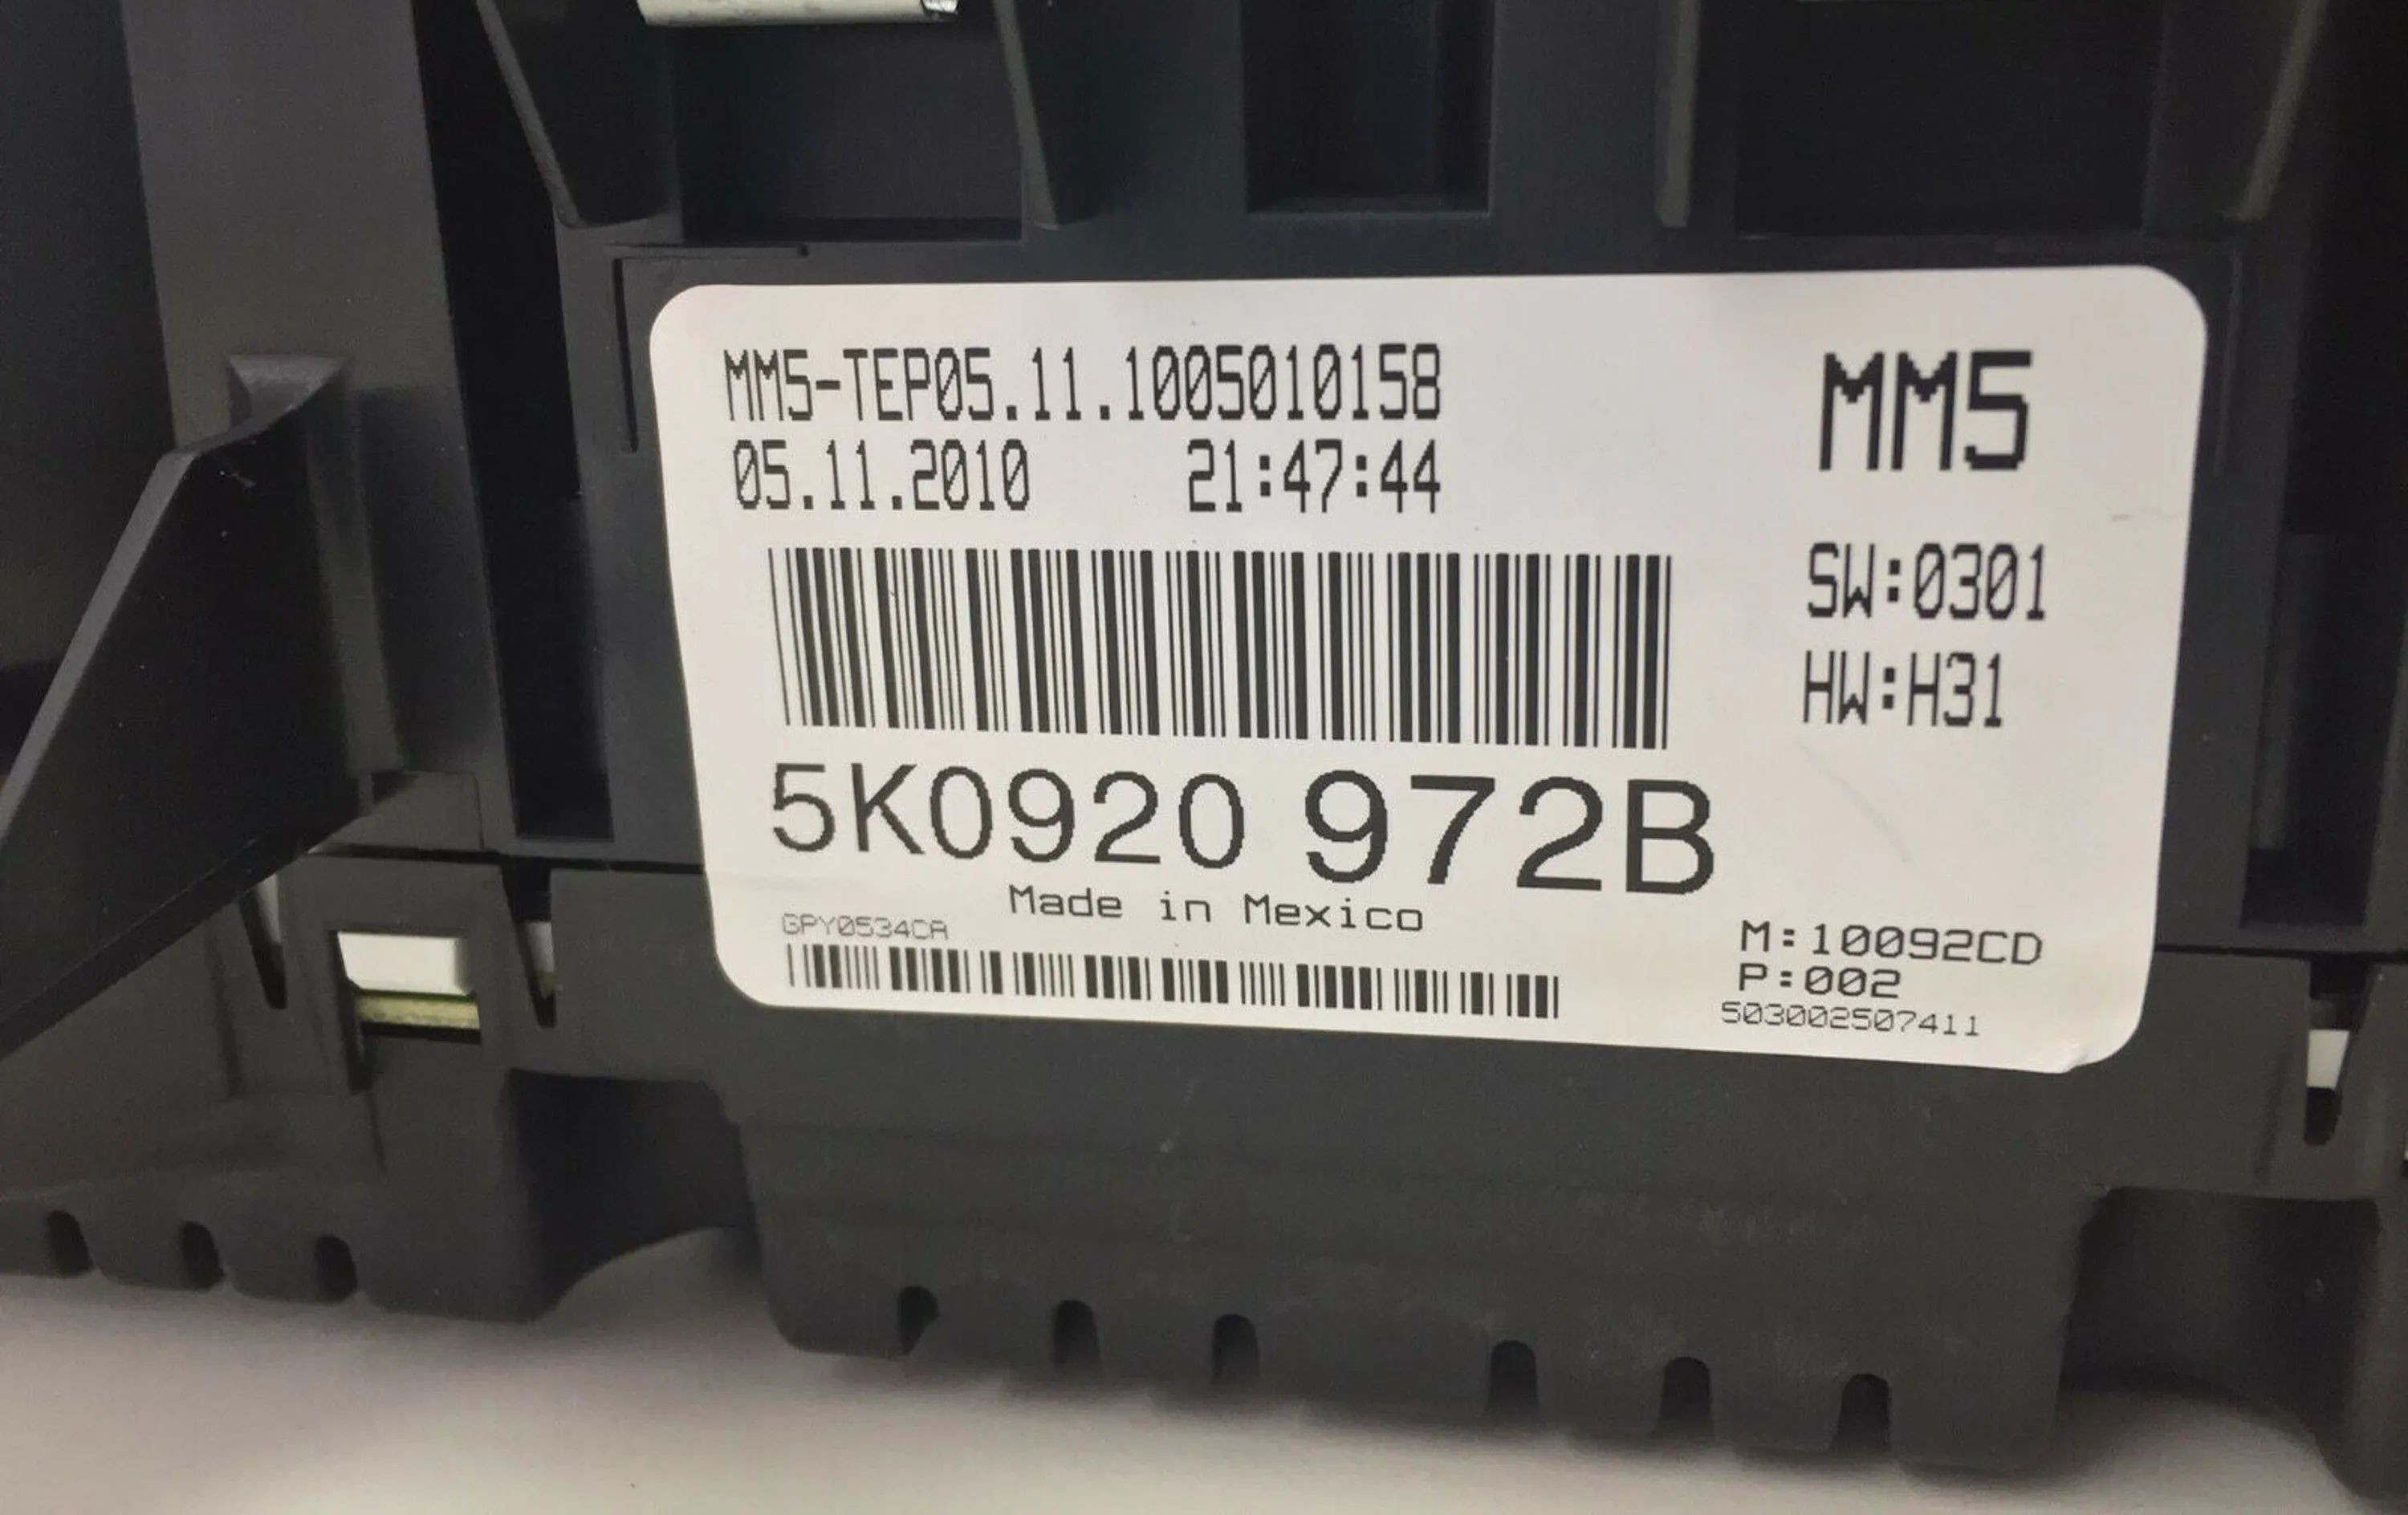 MM5-TEP05.11.1005010158
05.11.2010 21:47:44
MM5
SW:0301
HW:H31
5K0920 972B
Made in Mexico
GPY0534CA
M:10092CD
P:002
503002507411